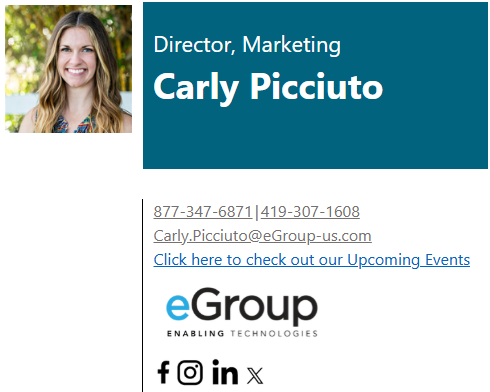 Director, Marketing
Carly Picciuto
877-347-6871|419-307-1608
Carly.Picciuto@eGroup-us.com
Click here to check out our Upcoming Events
eGroup
ENABLING TECHNOLOGIES